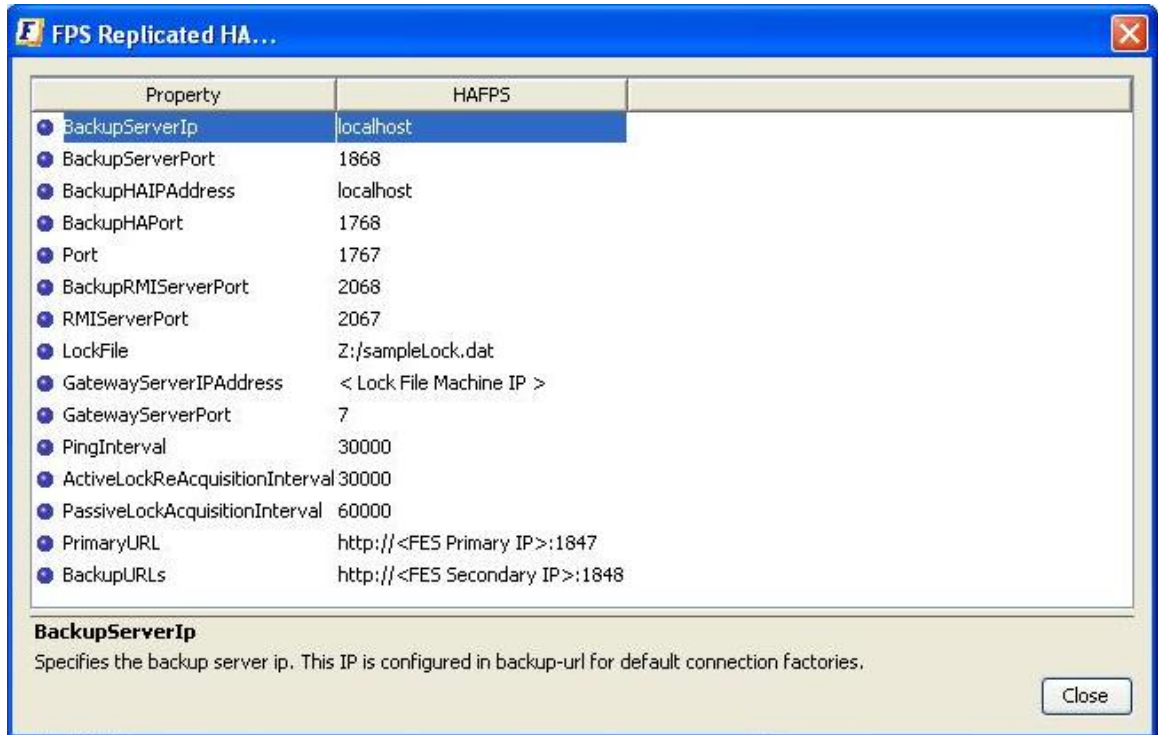 FPS Replicated HA...
Property HAFPS
BackupServerIp localhost
BackupServerPort 1868
BackupHAIPAddress localhost
BackupHAPort 1768
Port 1767
BackupRMIServerPort 2068
RMIServerPort 2067
LockFile Z:/sampleLock.dat
GatewayServerIPAddress < Lock File Machine IP >
GatewayServerPort 7
PingInterval 30000
ActiveLockReAcquisitionInterval 30000
PassiveLockAcquisitionInterval 60000
PrimaryURL http://<FES Primary IP>:1847
BackupURLs http://<FES Secondary IP>:1848
BackupServerIp
Specifies the backup server ip. This IP is configured in backup-url for default connection factories.
Close